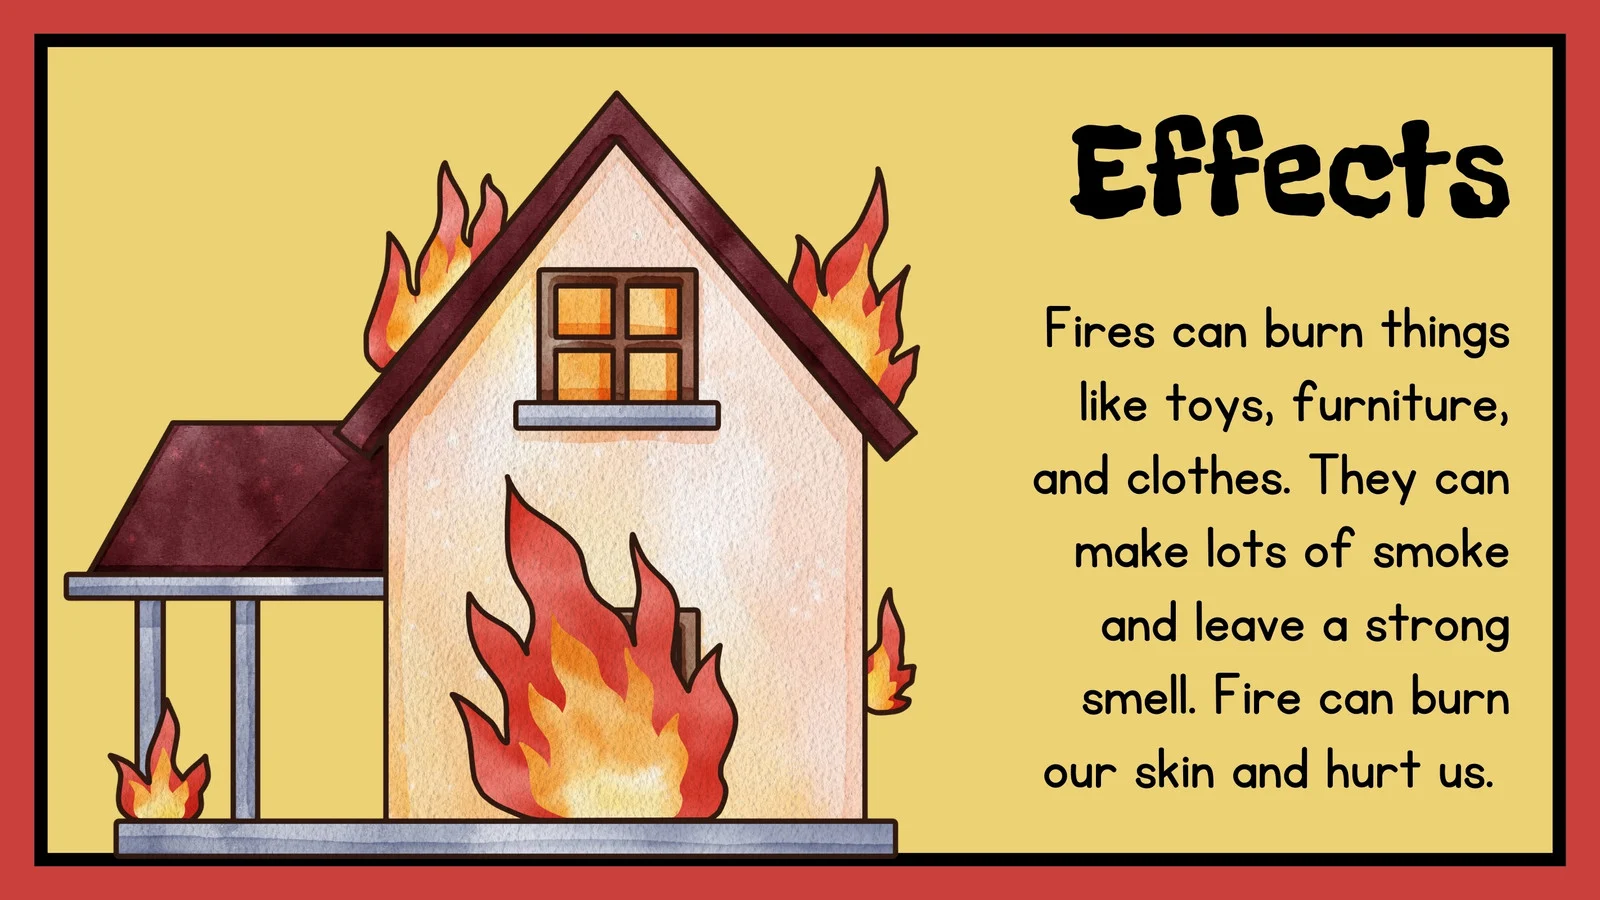 Effects
Fires can burn things
like toys, furniture,
and clothes. They can
make lots of smoke
and leave a strong
smell. Fire can burn
our skin and hurt us.